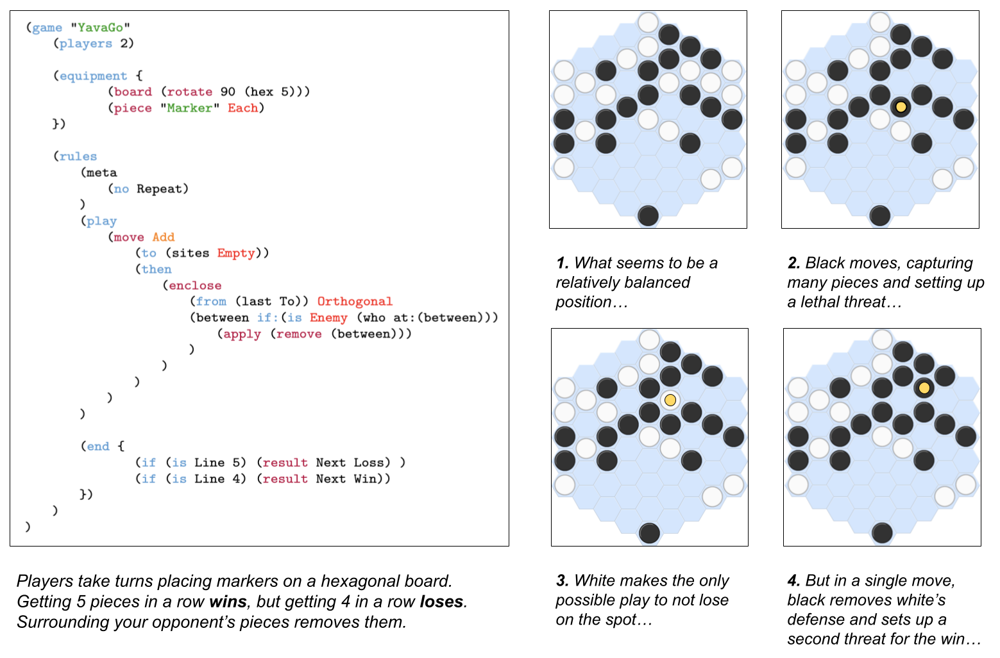 (game "YavaGo"
(players 2)
(equipment {
(board (rotate 90 (hex 5)))
(piece "Marker" Each)
})
(rules
(meta
(no Repeat)
)
(play
(move Add
(to (sites Empty))
(then
(enclose
(from (last To)) Orthogonal
(between if:(is Enemy (who at:(between)))
(apply (remove (between)))
)
)
)
)
)
(end {
(if (is Line 5) (result Next Loss) )
(if (is Line 4) (result Next Win))
})
)
)
Players take turns placing markers on a hexagonal board.
Getting 5 pieces in a row wins, but getting 4 in a row loses.
Surrounding your opponent's pieces removes them.
1. What seems to be a
relatively balanced
position…
2. Black moves, capturing
many pieces and setting up
a lethal threat…
3. White makes the only
possible play to not lose
on the spot…
4. But in a single move,
black removes white's
defense and sets up a
second threat for the win…